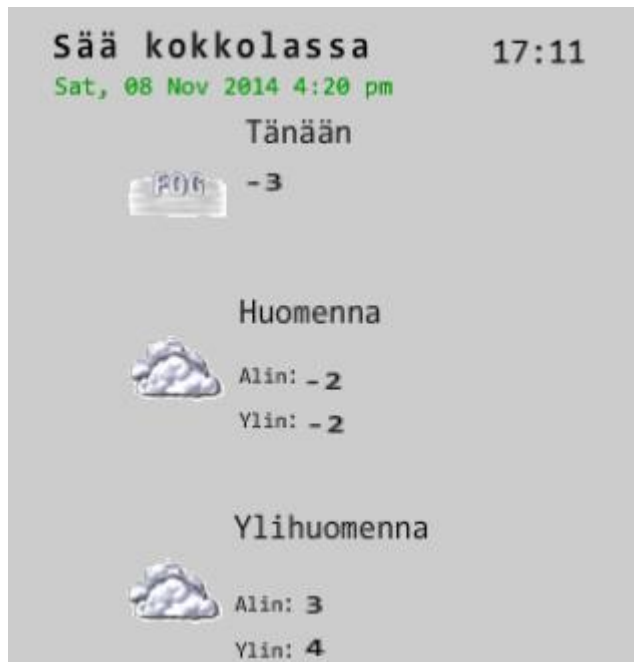 Sää kokkolassa 17:11
Sat, 08 Nov 2014 4:20 pm
Tänään
FOG -3
Huomenna
Alin: -2
Ylin: -2
Ylihuomenna
Alin: 3
Ylin: 4